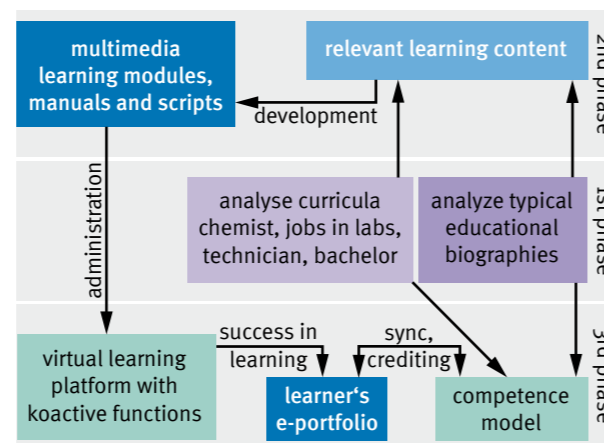 multimedia
learning modules,
manuals and scripts
relevant learning content
2nd phase
development
administration
analyse curricula
chemist, jobs in labs,
technician, bachelor
analyze typical
educational
biographies
1st phase
virtual learning
platform with
koactive functions
success in
learning
learner‘s
e-portfolio
sync,
crediting
competence
model
3rd phase